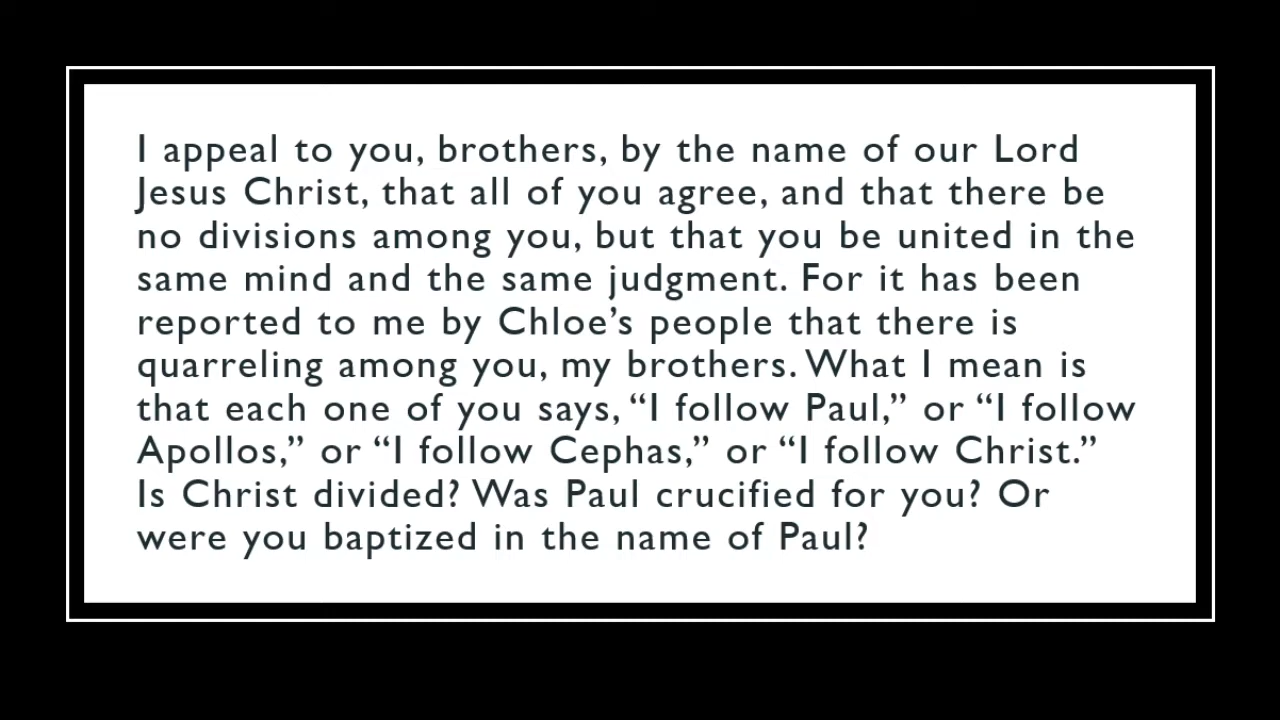 I appeal to you, brothers, by the name of our Lord
Jesus Christ, that all of you agree, and that there be
no divisions among you, but that you be united in the
same mind and the same judgment. For it has been
reported to me by Chloe’s people that there is
quarreling among you, my brothers. What I mean is
that each one of you says, “I follow Paul,” or “I follow
Apollos,” or “I follow Cephas,” or “I follow Christ.”
Is Christ divided? Was Paul crucified for you? Or
were you baptized in the name of Paul?